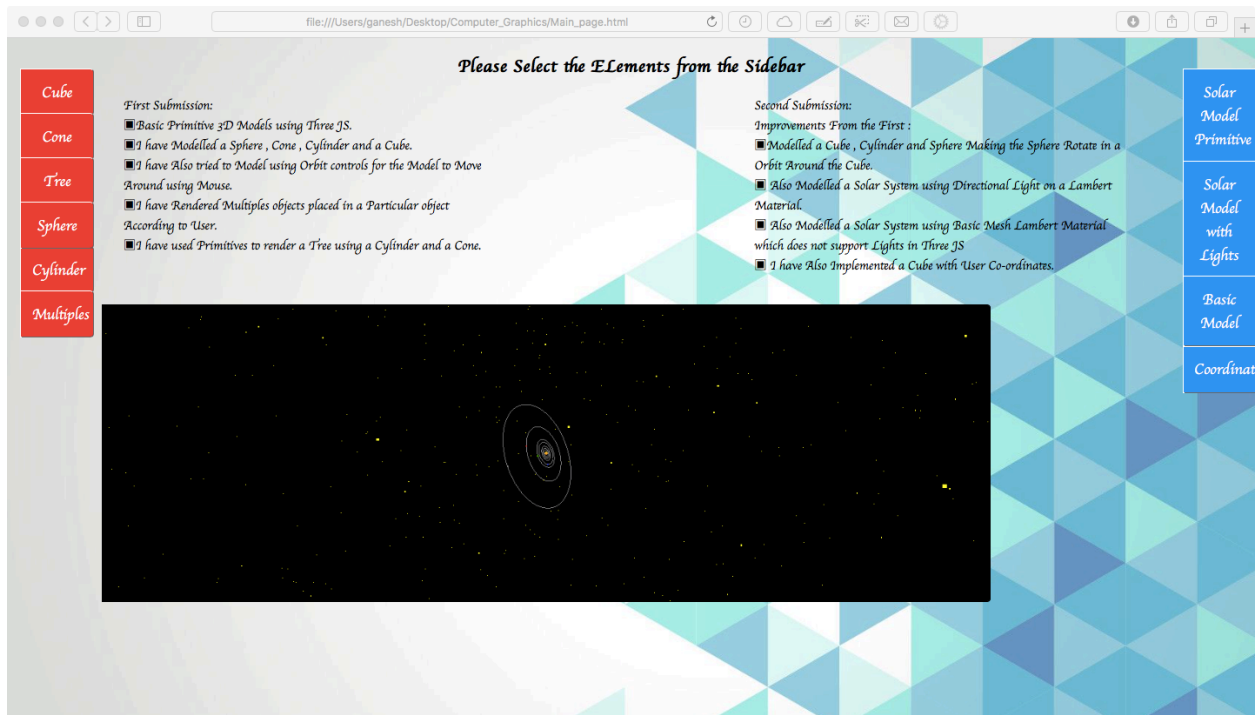 file:///Users/ganesh/Desktop/Computer_Graphics/Main_page.html
Please Select the ELements from the Sidebar
Cube
Cone
Tree
Sphere
Cylinder
Multiples
First Submission:
Basic Primitive 3D Models using Three JS.
I have Modelled a Sphere , Cone , Cylinder and a Cube.
I have Also tried to Model using Orbit controls for the Model to Move
Around using Mouse.
I have Rendered Multiples objects placed in a Particular object
According to User.
I have used Primitives to render a Tree using a Cylinder and a Cone.
Second Submission:
Improvements From the First :
Modelled a Cube , Cylinder and Sphere Making the Sphere Rotate in a
Orbit Around the Cube.
Also Modelled a Solar System using Directional Light on a Lambert
Material.
Also Modelled a Solar System using Basic Mesh Lambert Material
which does not support Lights in Three JS
I have Also Implemented a Cube with User Co-ordinates.
Solar
Model
Primitive
Solar
Model
with
Lights
Basic
Model
Coordinat